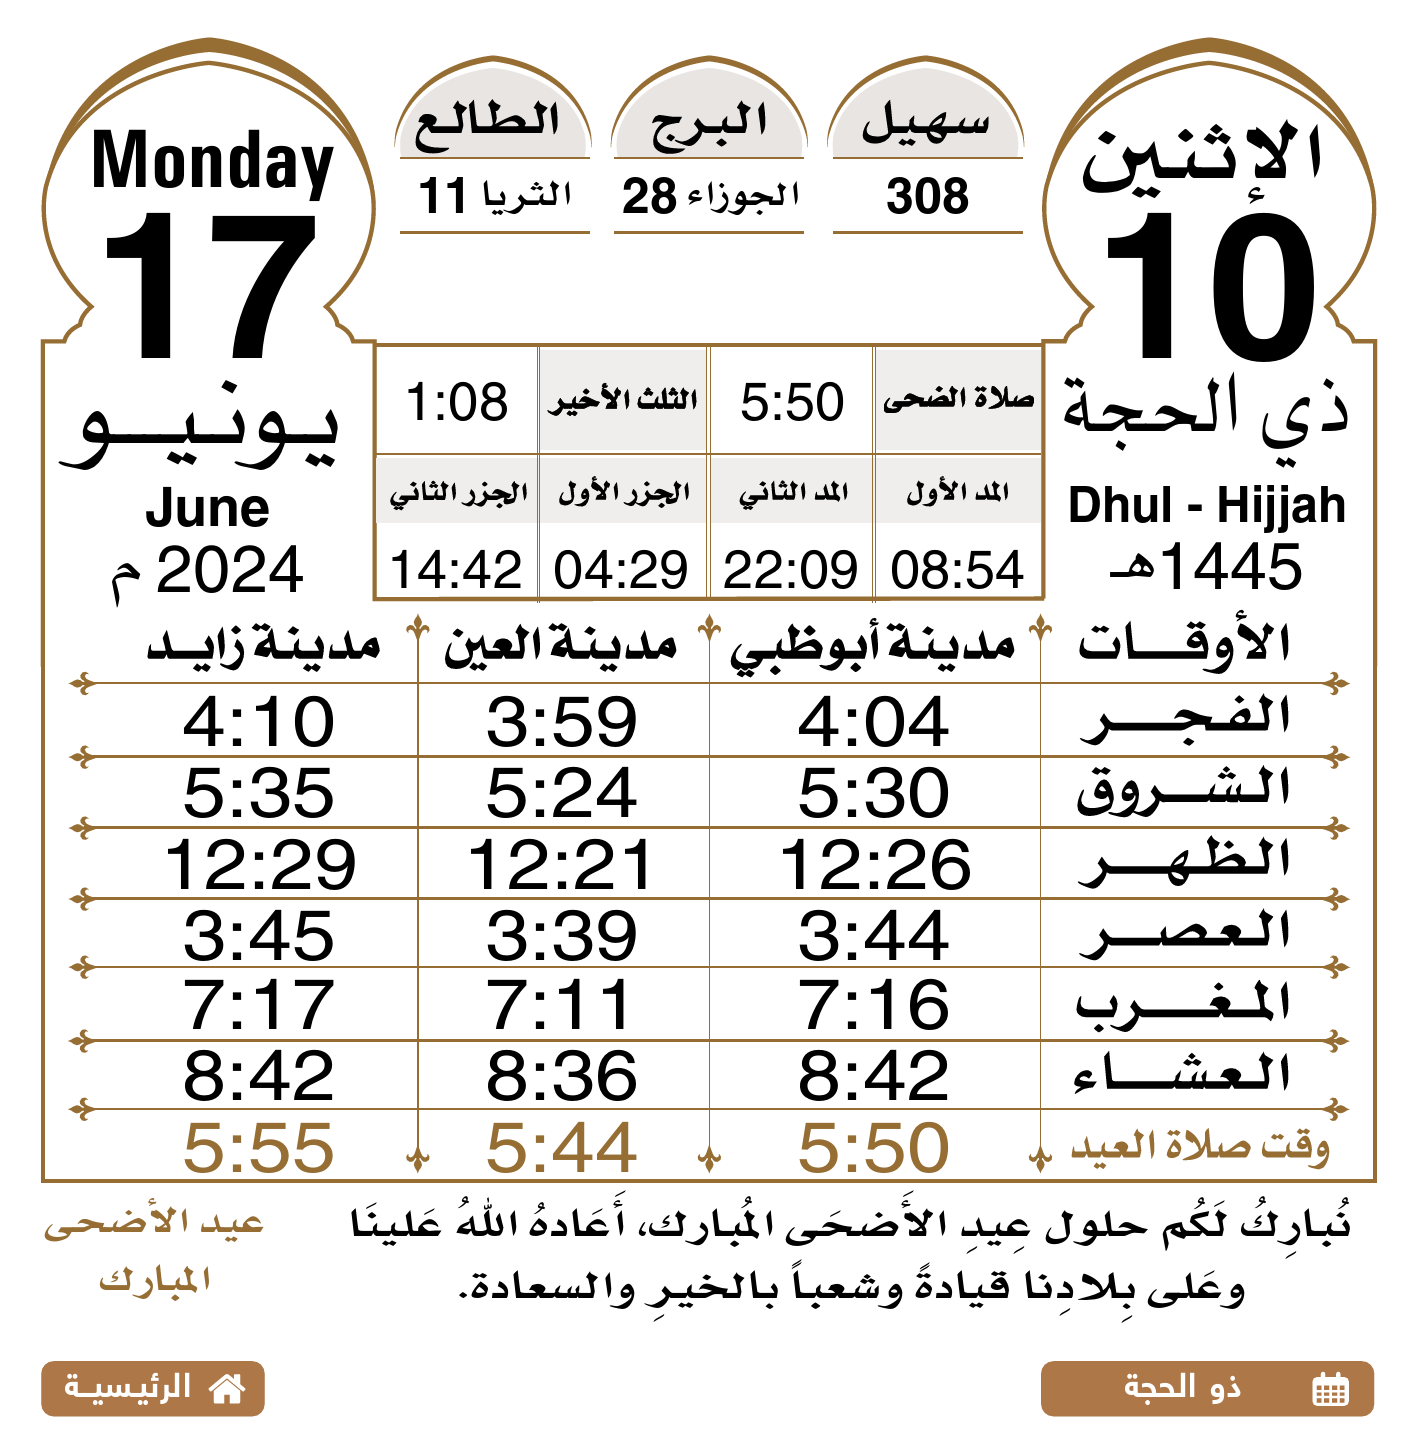 الإثنين
10
ذي الحجة
Dhul - Hijjah
1445هـ
سهيل
308
البرج
الجوزاء 28
الطالع
الثريا 11
Monday
17
يونيو
June
2024 م
صلاة الضحى 5:50 الثلث الأخير 1:08
المد الأول المد الثاني الجزر الأول الجزر الثاني
08:54 22:09 04:29 14:42
الأوقات مدينة أبوظبي مدينة العين مدينة زايد
الفجر 4:04 3:59 4:10
الشروق 5:30 5:24 5:35
الظهر 12:26 12:21 12:29
العصر 3:44 3:39 3:45
المغرب 7:16 7:11 7:17
العشاء 8:42 8:36 8:42
وقت صلاة العيد 5:50 5:44 5:55
نُبارِكُ لَكُم حلول عِيدِ الأَضحَى المُبارك، أَعَادهُ اللهُ عَلينَا
وعَلى بِلادِنا قيادةً وشعباً بالخيرِ والسعادة.
عيد الأضحى
المبارك
ذو الحجة
الرئيسية